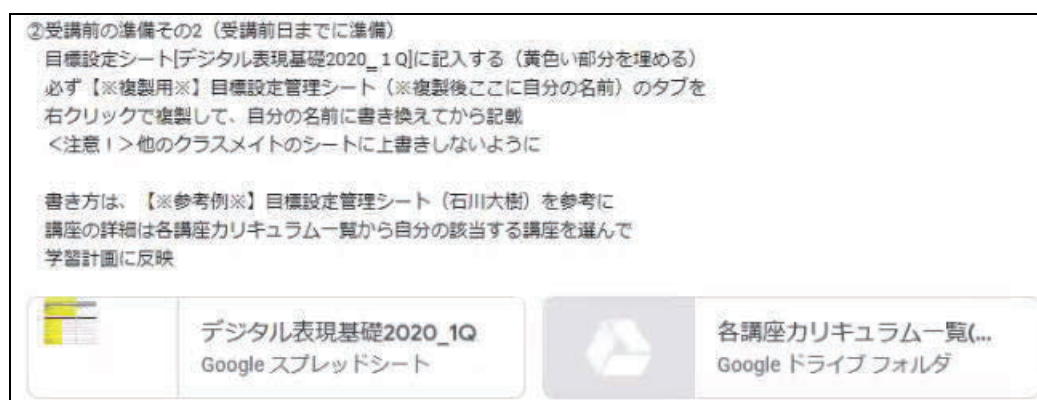 ②受講前の準備その2（受講前日までに準備）
目標設定シート[デジタル表現基礎2020_１Q]に記入する（黄色い部分を埋める）
必ず【※複製用※】目標設定管理シート（※複製後ここに自分の名前）のタブを
右クリックで複製して、自分の名前に書き換えてから記載
＜注意！＞他のクラスメイトのシートに上書きしないように
書き方は、【※参考例※】目標設定管理シート（石川大樹）を参考に
講座の詳細は各講座カリキュラム一覧から自分の該当する講座を選んで
学習計画に反映
デジタル表現基礎2020_1Q
Google スプレッドシート
各講座カリキュラム一覧(...
Google ドライブ フォルダ